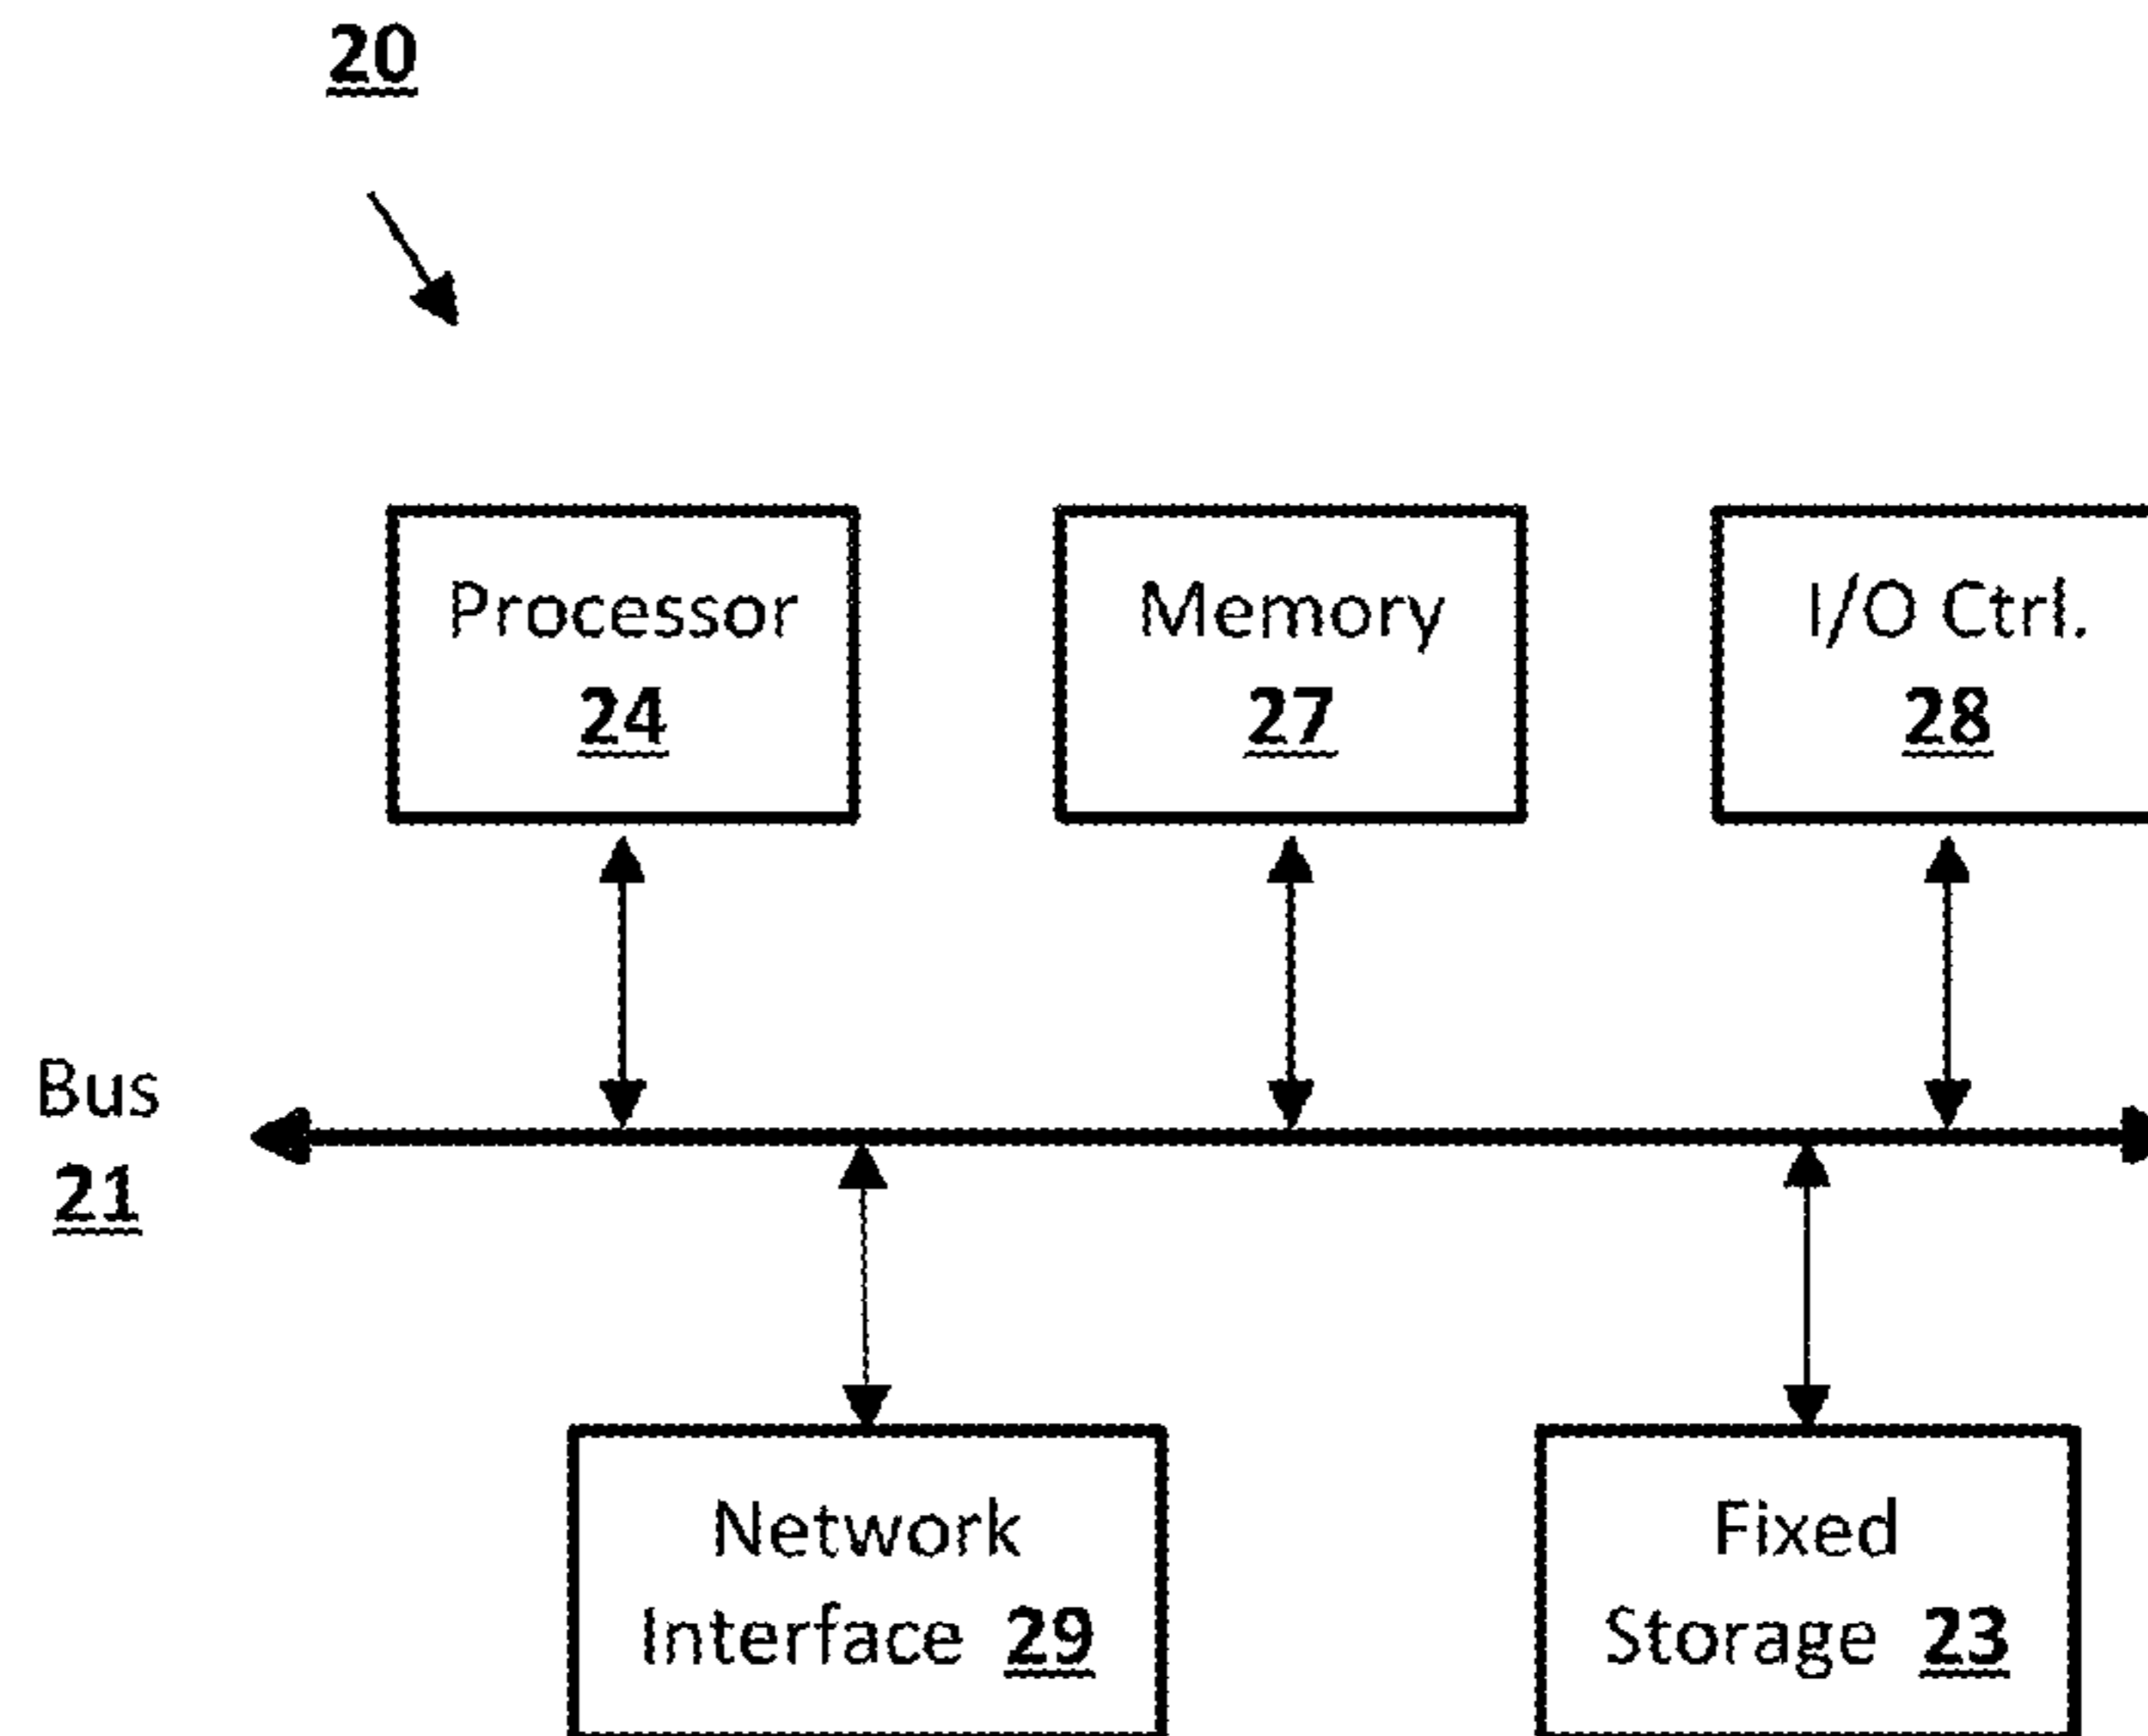 20
Processor
24
Memory
27
I/O Ctrl.
28
Bus
21
Network
Interface 29
Fixed
Storage 23